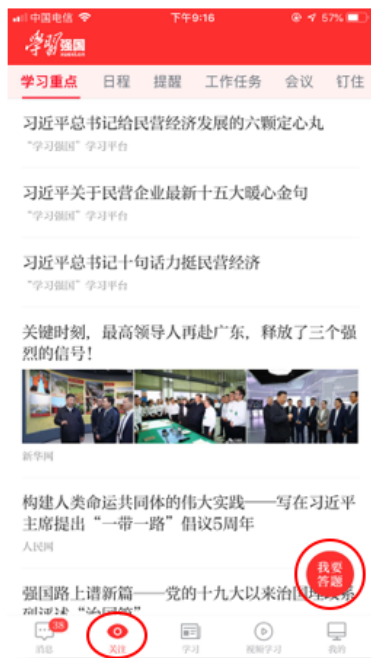 中国电信 下午9:16 57%
学习强国
学习重点 日程 提醒 工作任务 会议 钉住
习近平总书记给民营经济发展的六颗定心丸
“学习强国”学习平台
习近平关于民营企业最新十五大暖心金句
“学习强国”学习平台
习近平总书记十句话力挺民营经济
“学习强国”学习平台
关键时刻，最高领导人再赴广东，释放了三个强
烈的信号！
新华网
构建人类命运共同体的伟大实践——写在习近平
主席提出“一带一路”倡议5周年
人民网
我要
答题
强国路上谱新篇——党的十九大以来治国理政系
列评述“治国篇”
38
消息 关注 学习 视频学习 我的